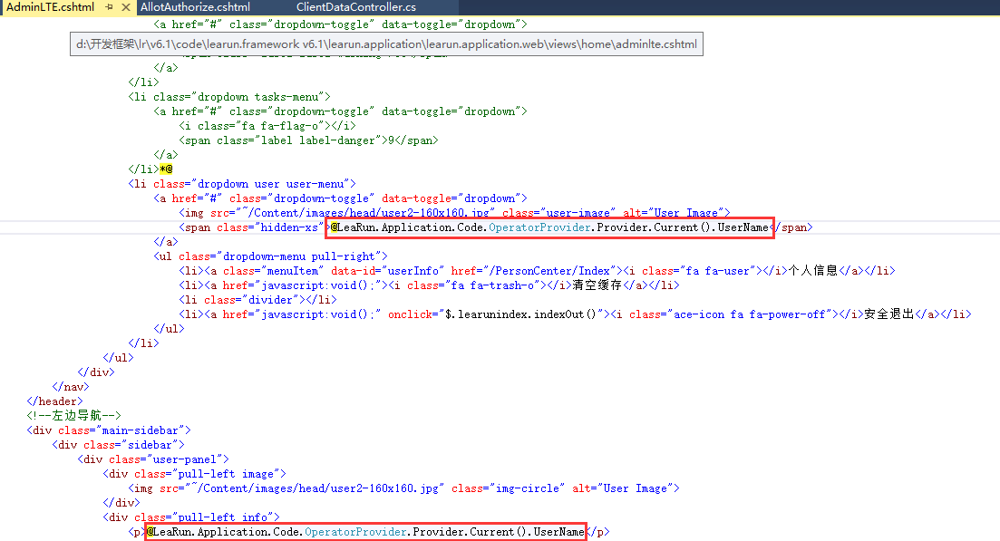 AdminLTE.cshtml AllotAuthorize.cshtml ClientDataController.cs
<a href="#" class="dropdown-toggle" data-toggle="dropdown">
d:\开发框架\lr\v6.1\code\learun.framework v6.1\learun.application\learun.application.web\views\home\adminlte.cshtml
</a>
</li>
<li class="dropdown tasks-menu">
<a href="#" class="dropdown-toggle" data-toggle="dropdown">
<i class="fa fa-flag-o"></i>
<span class="label label-danger">9</span>
</a>
</li>*@
<li class="dropdown user user-menu">
<a href="#" class="dropdown-toggle" data-toggle="dropdown">
<img src="~/Content/images/head/user2-160x160.jpg" class="user-image" alt="User Image">
<span class="hidden-xs">@LeaRun.Application.Code.OperatorProvider.Provider.Current().UserName</span>
</a>
<ul class="dropdown-menu pull-right">
<li><a class="menuItem" data-id="userInfo" href="/PersonCenter/Index"><i class="fa fa-user"></i>个人信息</a></li>
<li><a href="javascript:void();"><i class="fa fa-trash-o"></i>清空缓存</a></li>
<li class="divider"></li>
<li><a href="javascript:void();" onclick="$.learunindex.indexOut()"><i class="ace-icon fa fa-power-off"></i>安全退出</a></li>
</ul>
</li>
</ul>
</div>
</nav>
</header>
<!--左边导航-->
<div class="main-sidebar">
<div class="sidebar">
<div class="user-panel">
<div class="pull-left image">
<img src="~/Content/images/head/user2-160x160.jpg" class="img-circle" alt="User Image">
</div>
<div class="pull-left info">
<p>@LeaRun.Application.Code.OperatorProvider.Provider.Current().UserName</p>